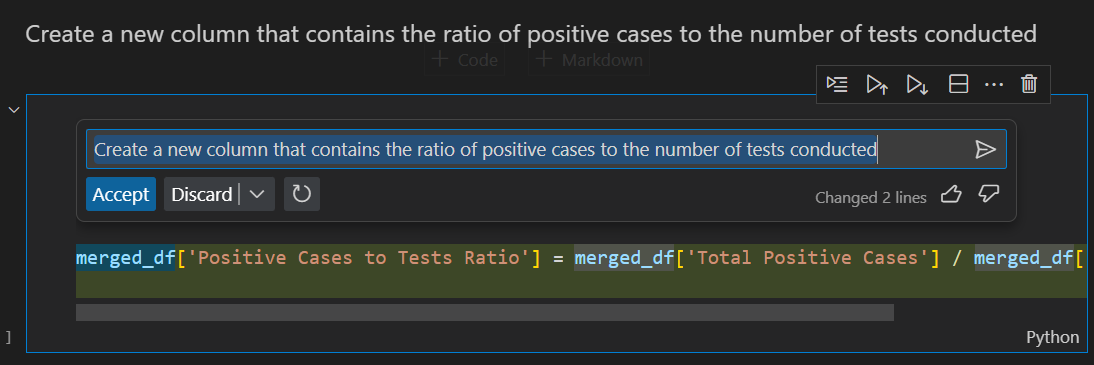 Create a new column that contains the ratio of positive cases to the number of tests conducted
+ Code + Markdown
Create a new column that contains the ratio of positive cases to the number of tests conducted
Accept Discard Changed 2 lines
merged_df['Positive Cases to Tests Ratio'] = merged_df['Total Positive Cases'] / merged_df[
] Python